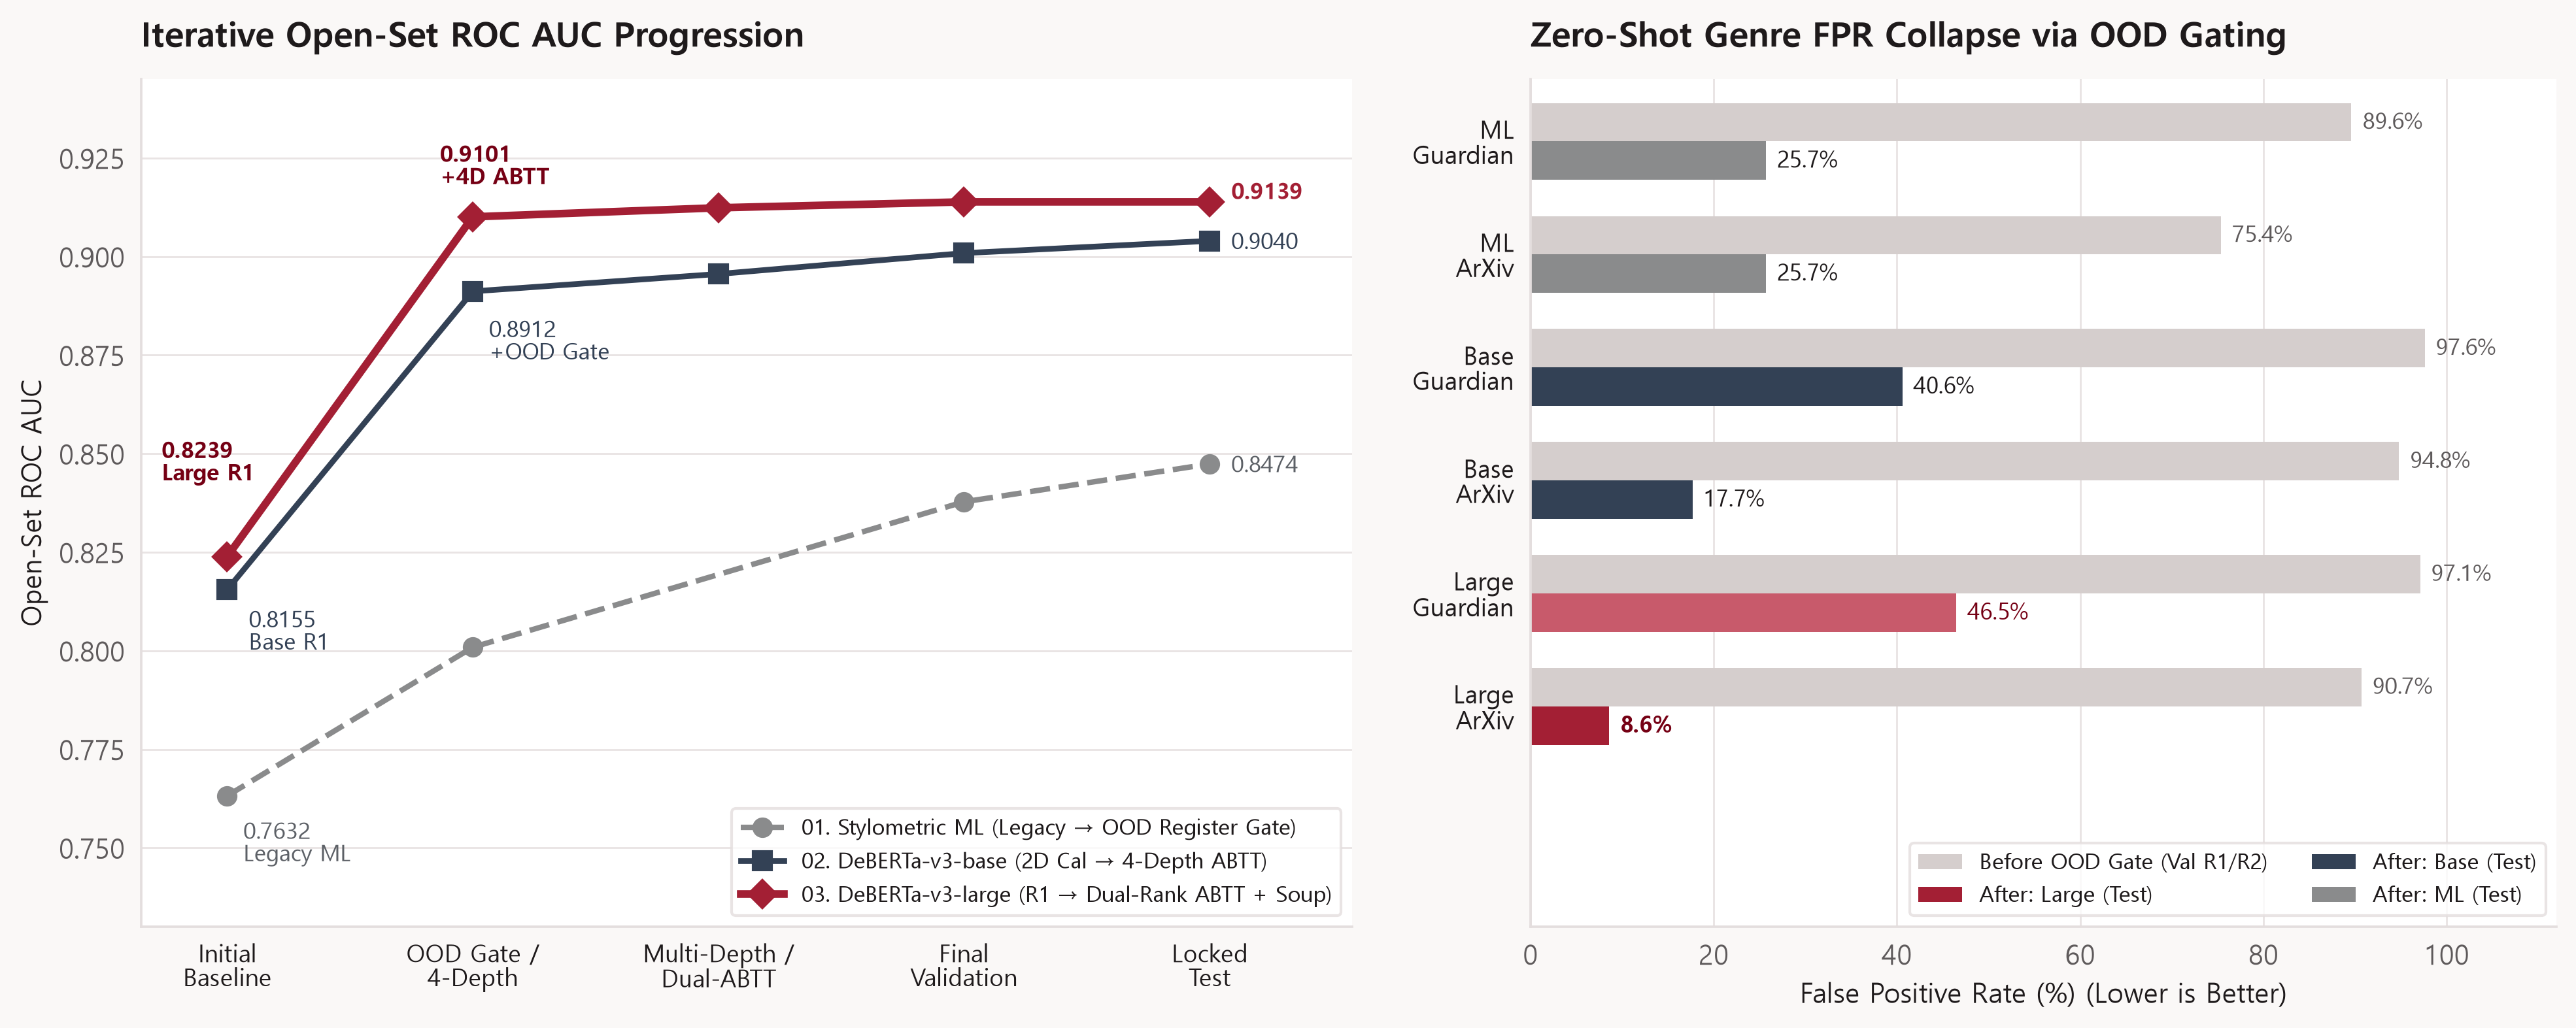 Iterative Open-Set ROC AUC Progression
Open-Set ROC AUC
0.925
0.900
0.875
0.850
0.825
0.800
0.775
0.750
0.9101
+4D ABTT
0.9139
0.9040
0.8912
+OOD Gate
0.8239
Large R1
0.8474
0.8155
Base R1
0.7632
Legacy ML
01. Stylometric ML (Legacy → OOD Register Gate)
02. DeBERTa-v3-base (2D Cal → 4-Depth ABTT)
03. DeBERTa-v3-large (R1 → Dual-Rank ABTT + Soup)
Initial
Baseline
OOD Gate /
4-Depth
Multi-Depth /
Dual-ABTT
Final
Validation
Locked
Test
Zero-Shot Genre FPR Collapse via OOD Gating
ML
Guardian
89.6%
25.7%
ML
ArXiv
75.4%
25.7%
Base
Guardian
97.6%
40.6%
Base
ArXiv
94.8%
17.7%
Large
Guardian
97.1%
46.5%
Large
ArXiv
90.7%
8.6%
Before OOD Gate (Val R1/R2)
After: Large (Test)
After: Base (Test)
After: ML (Test)
0
20
40
60
80
100
False Positive Rate (%) (Lower is Better)